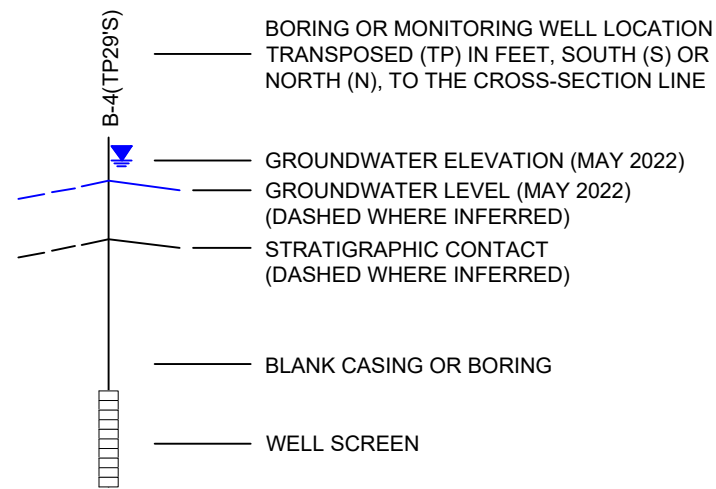 B-4(TP29'S)
BORING OR MONITORING WELL LOCATION
TRANSPOSED (TP) IN FEET, SOUTH (S) OR
NORTH (N), TO THE CROSS-SECTION LINE
GROUNDWATER ELEVATION (MAY 2022)
GROUNDWATER LEVEL (MAY 2022)
(DASHED WHERE INFERRED)
STRATIGRAPHIC CONTACT
(DASHED WHERE INFERRED)
BLANK CASING OR BORING
WELL SCREEN